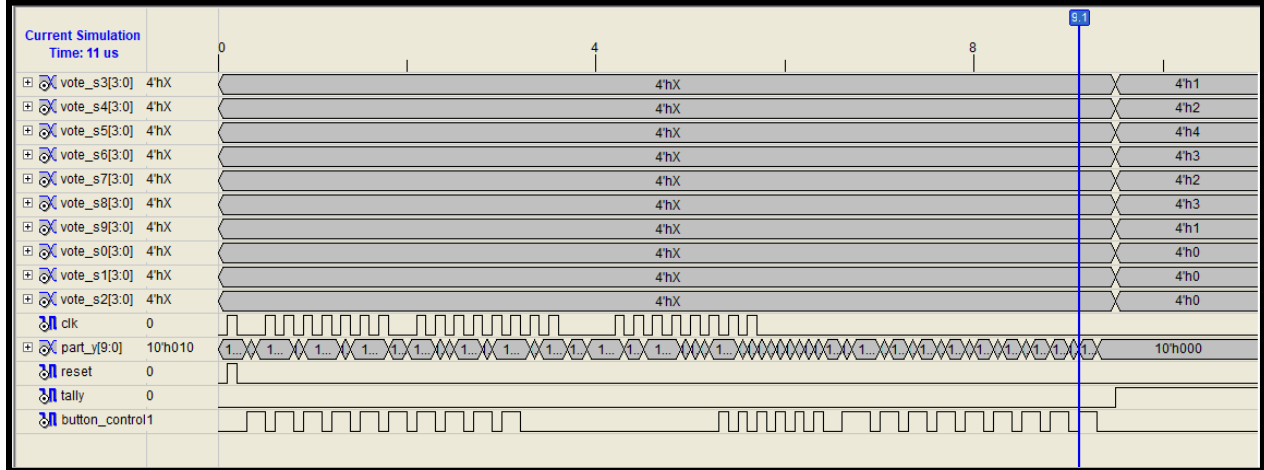 9.1
Current Simulation
Time: 11 us
0 4 8
vote_s3[3:0] 4'hX 4'hX 4'h1
vote_s4[3:0] 4'hX 4'hX 4'h2
vote_s5[3:0] 4'hX 4'hX 4'h4
vote_s6[3:0] 4'hX 4'hX 4'h3
vote_s7[3:0] 4'hX 4'hX 4'h2
vote_s8[3:0] 4'hX 4'hX 4'h3
vote_s9[3:0] 4'hX 4'hX 4'h1
vote_s0[3:0] 4'hX 4'hX 4'h0
vote_s1[3:0] 4'hX 4'hX 4'h0
vote_s2[3:0] 4'hX 4'hX 4'h0
clk 0
part_y[9:0] 10'h010 10'h000
reset 0
tally 0
button_control1